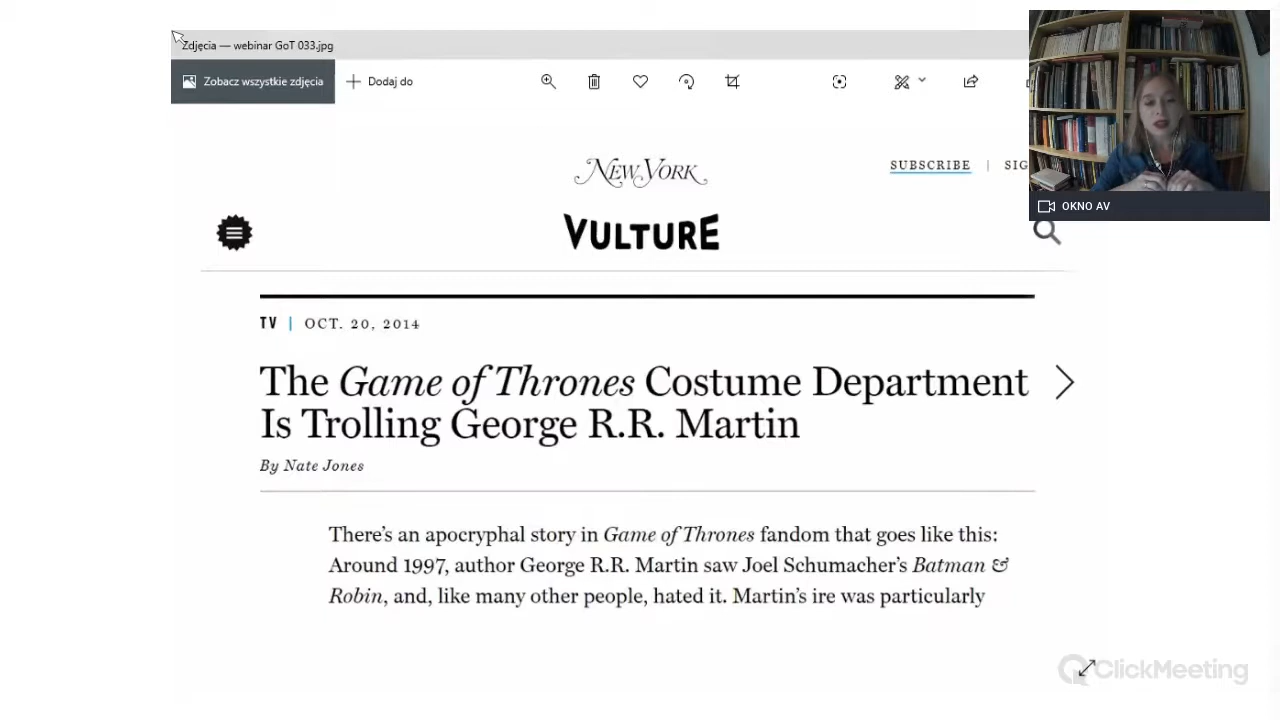 Zdjęcia — webinar GoT 033.jpg
Zobacz wszystkie zdjęcia
Dodaj do
NEW YORK
SUBSCRIBE | SIG
OKNO AV
VULTURE
TV | OCT. 20, 2014
The Game of Thrones Costume Department
Is Trolling George R.R. Martin
By Nate Jones
There's an apocryphal story in Game of Thrones fandom that goes like this:
Around 1997, author George R.R. Martin saw Joel Schumacher's Batman &
Robin, and, like many other people, hated it. Martin's ire was particularly
ClickMeeting